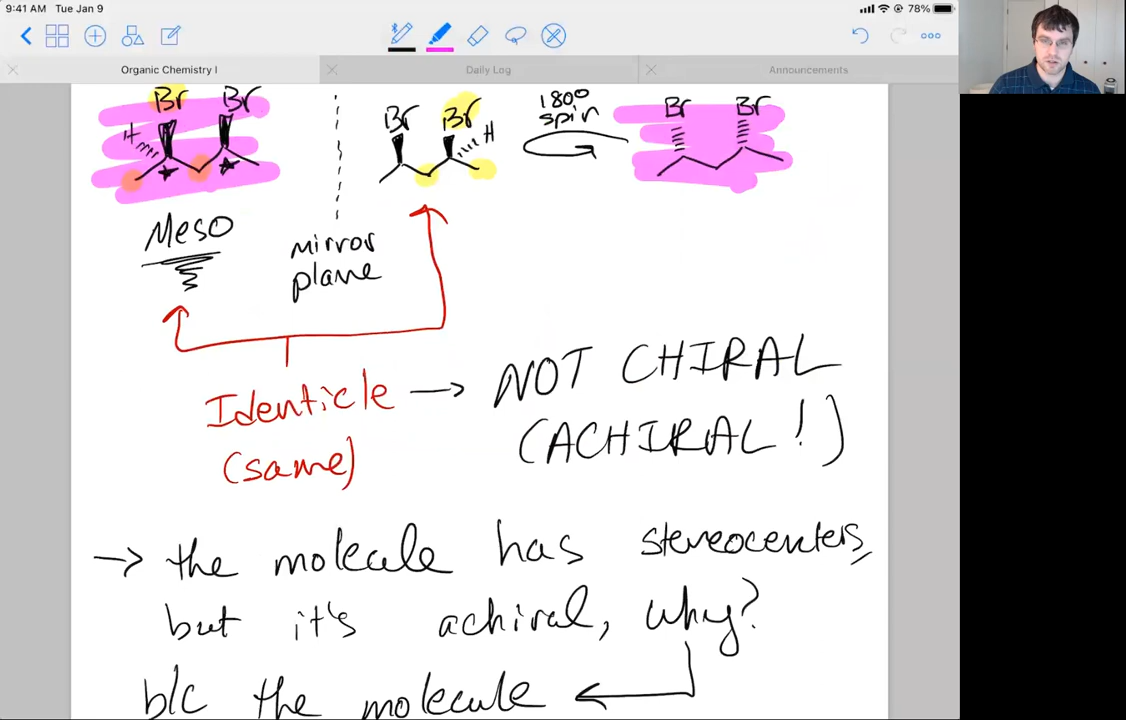 9:41 AM Tue Jan 9
78%
Organic Chemistry I
Daily Log
Announcements
Br Br
H
Br Br
H
1800
spin
Br Br
Meso
mirror
plane
Identicle → NOT CHIRAL
(same) (ACHIRAL!)
→ the molecule has stereocenters,
but it's achiral, why?
b/c the molecule ←